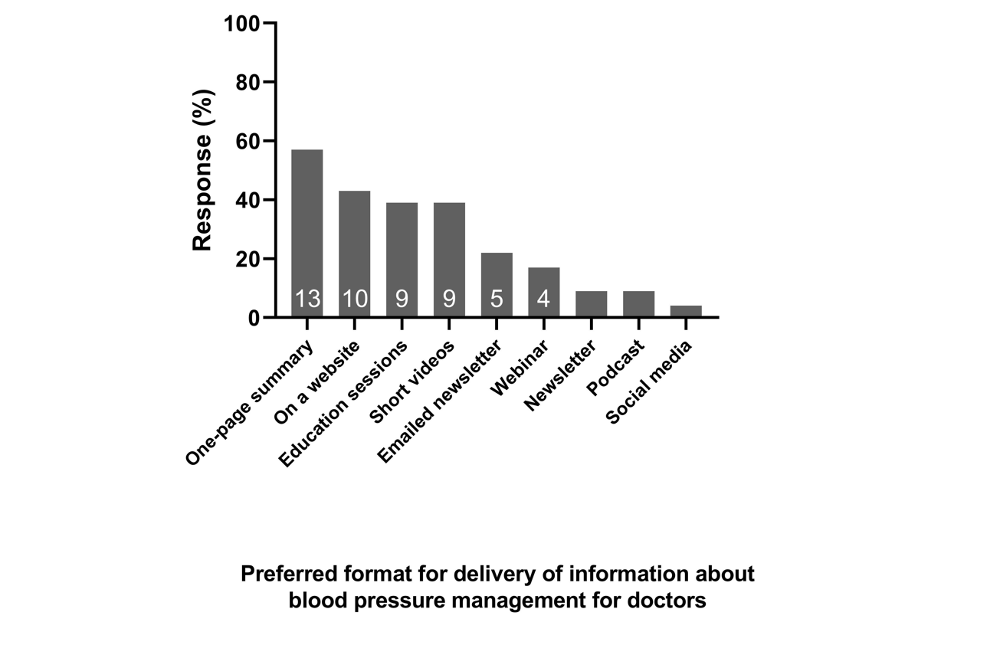 100
80
60
40
20
0
Response (%)
13
10
9
9
5
4
One-page summary
On a website
Education sessions
Short videos
Emailed newsletter
Webinar
Newsletter
Podcast
Social media
Preferred format for delivery of information about
blood pressure management for doctors